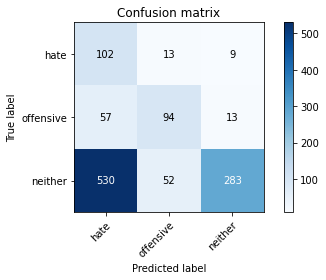 Confusion matrix
hate 102 13 9
offensive 57 94 13
neither 530 52 283
hate offensive neither
True label
Predicted label
500
400
300
200
100